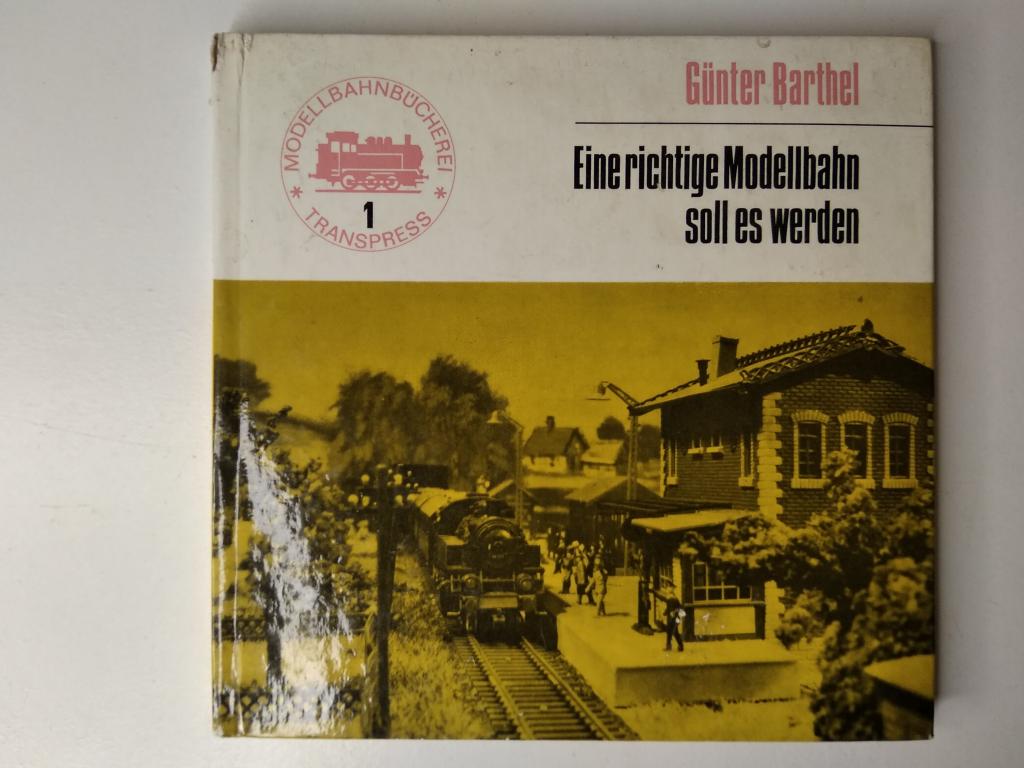 MODELLBAHNBÜCHEREI
* TRANSPRESS *
1
Günter Barthel
Eine richtige Modellbahn
soll es werden